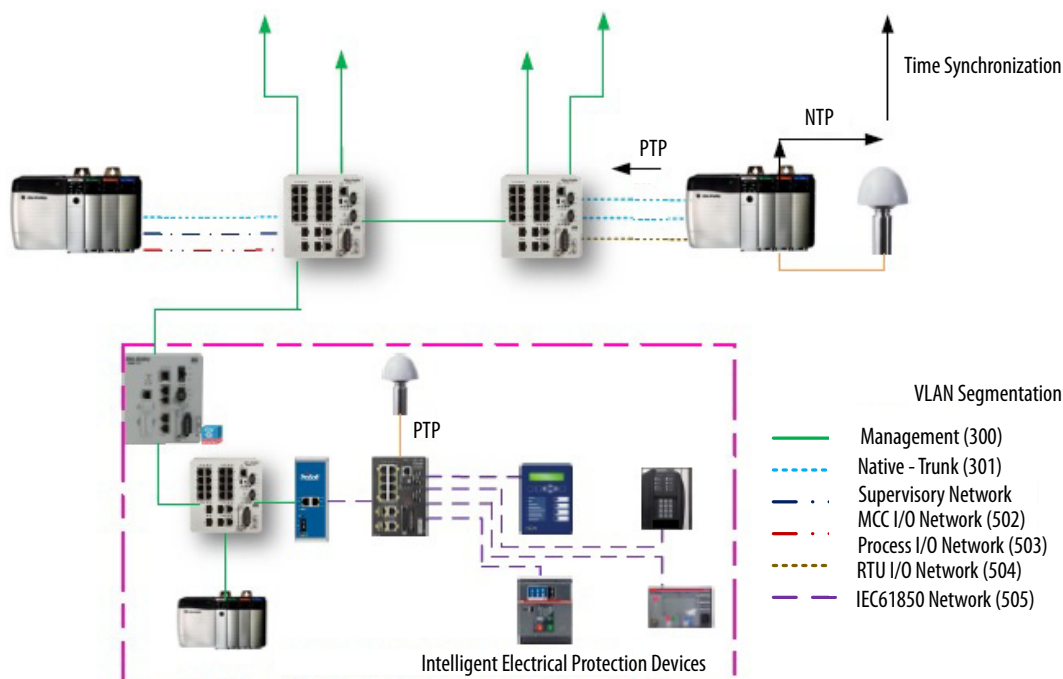 Time Synchronization
NTP
PTP
PTP
VLAN Segmentation
Management (300)
Native - Trunk (301)
Supervisory Network
MCC I/O Network (502)
Process I/O Network (503)
RTU I/O Network (504)
IEC61850 Network (505)
Intelligent Electrical Protection Devices